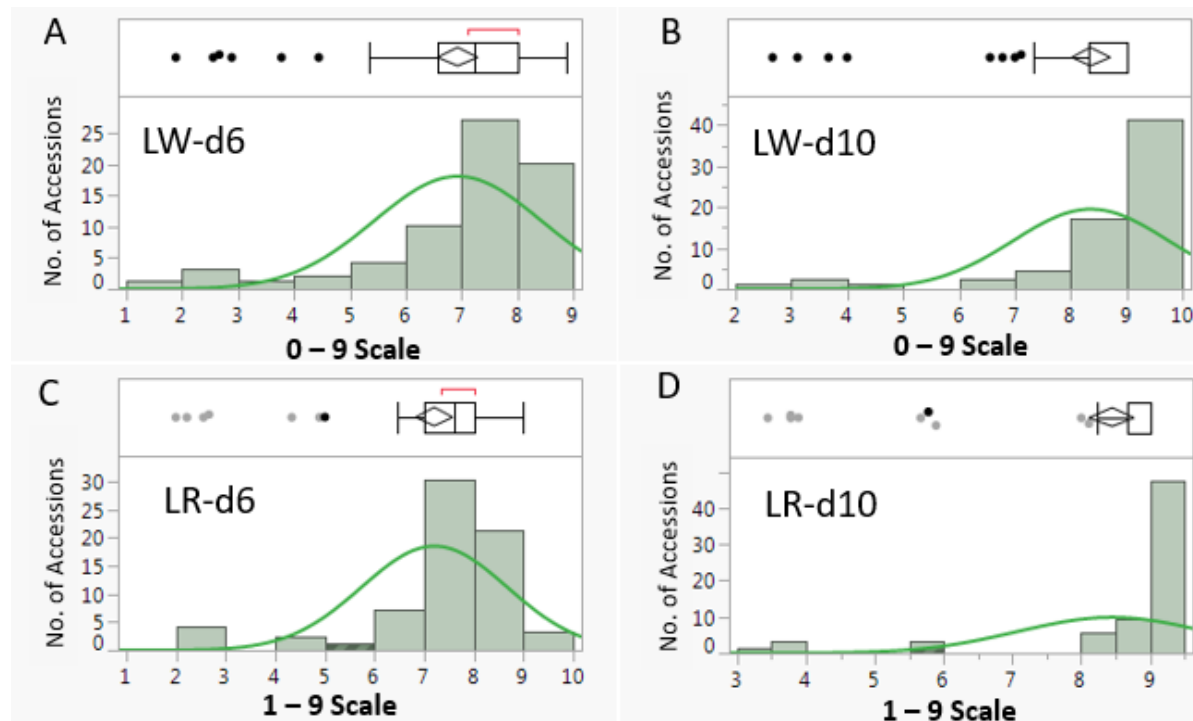 A
No. of Accessions
LW-d6
25
20
15
10
5
0
1 2 3 4 5 6 7 8 9
0 – 9 Scale
B
No. of Accessions
LW-d10
40
30
20
10
0
2 3 4 5 6 7 8 9 10
0 – 9 Scale
C
No. of Accessions
LR-d6
30
25
20
15
10
5
0
1 2 3 4 5 6 7 8 9 10
1 – 9 Scale
D
No. of Accessions
LR-d10
40
30
20
10
0
3 4 5 6 7 8 9
1 – 9 Scale